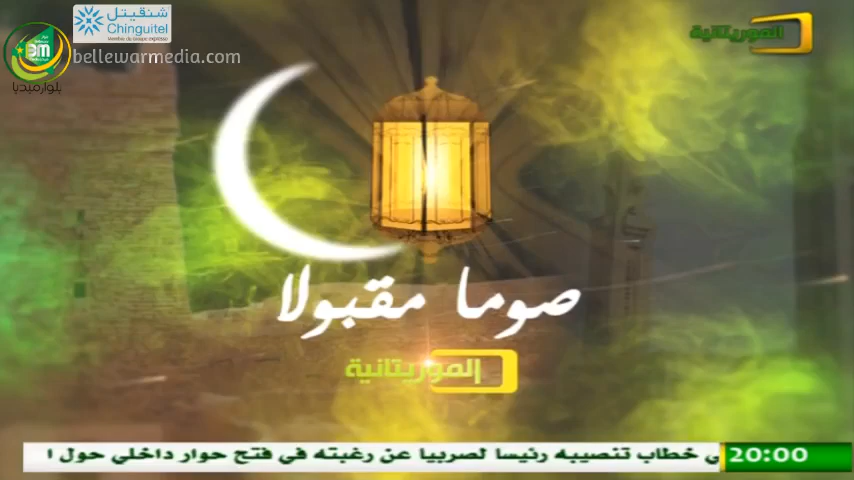 شنقيتل
Chinguitel
bellewarmedia.com
بلوارميديا
الموريتانية
صوما مقبولا
الموريتانية
20:00
ي خطاب تنصيبه رئيسا لصربيا عن رغبته في فتح حوار داخلي حول ا